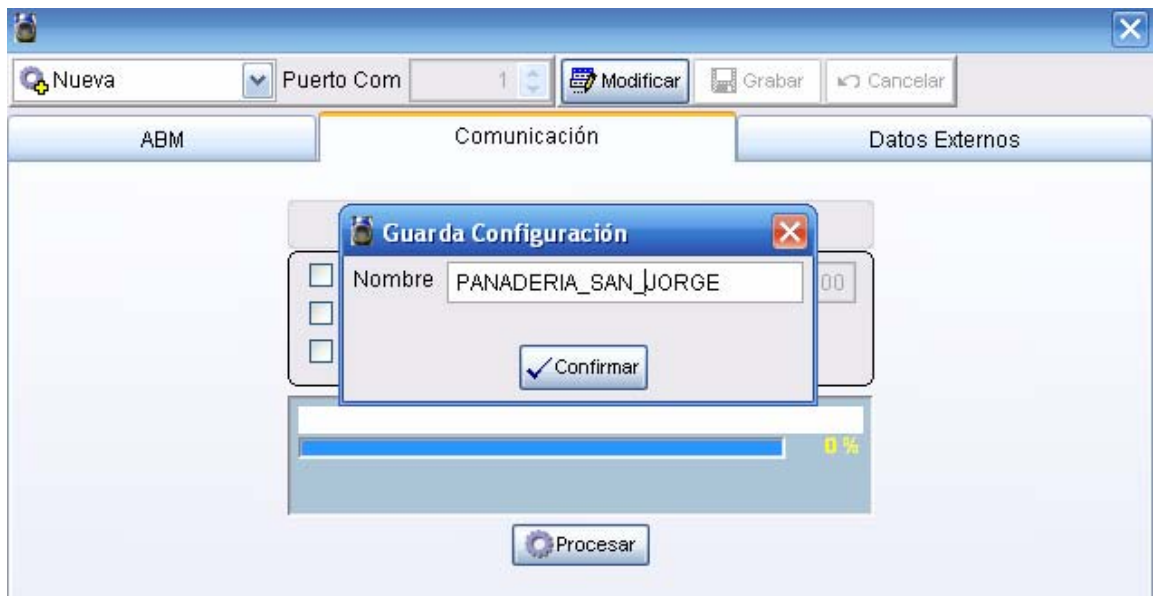 Nueva Puerto Com 1 Modificar Grabar Cancelar
ABM Comunicación Datos Externos
Guarda Configuración
Nombre PANADERIA_SAN_JORGE 00
Confirmar
0 %
Procesar